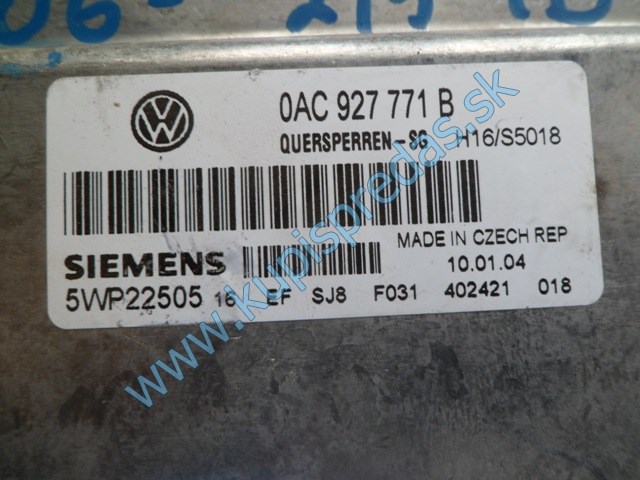 0AC 927 771 B
QUERSPERREN-SG H16/S5018
MADE IN CZECH REP
SIEMENS 10.01.04
5WP22505 16 EF SJ8 F031 402421 018
www.kupispredas.sk